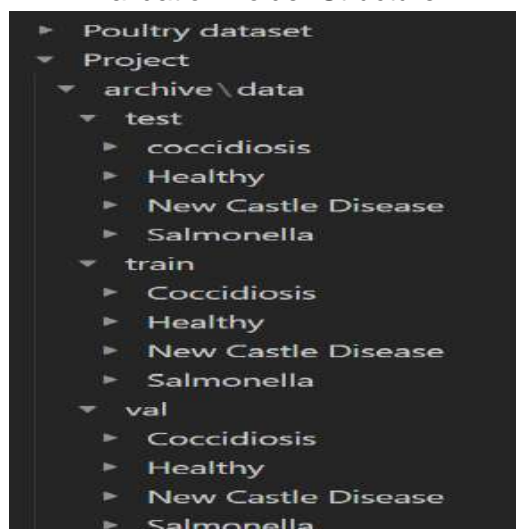 Poultry dataset
Project
archive\data
test
coccidiosis
Healthy
New Castle Disease
Salmonella
train
Coccidiosis
Healthy
New Castle Disease
Salmonella
val
Coccidiosis
Healthy
New Castle Disease
Salmonella